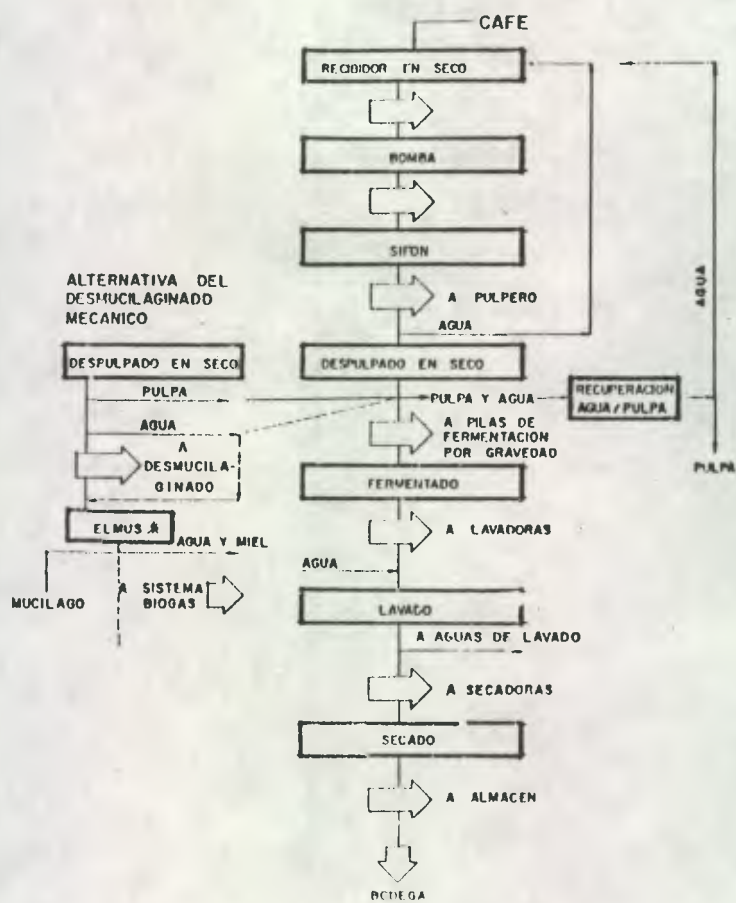 CAFE
RECIBIDOR EN SECO
BOMBA
SIFON
A PULPERO
AGUA
AGUA
ALTERNATIVA DEL
DESMUCILAGINADO
MECANICO
DESPULPADO EN SECO
DESPULPADO EN SECO
PULPA
PULPA Y AGUA
RECUPERACION
AGUA / PULPA
AGUA
A
DESMUCILA-
GINADO
A PILAS DE
FERMENTACION
POR GRAVEDAD
PULPA
FERMENTADO
ELMUS
AGUA Y MIEL
A LAVADORAS
AGUA
MUCILAGO
A SISTEMA
BIOGAS
LAVADO
A AGUAS DE LAVADO
A SECADORAS
SECADO
A ALMACEN
BODEGA